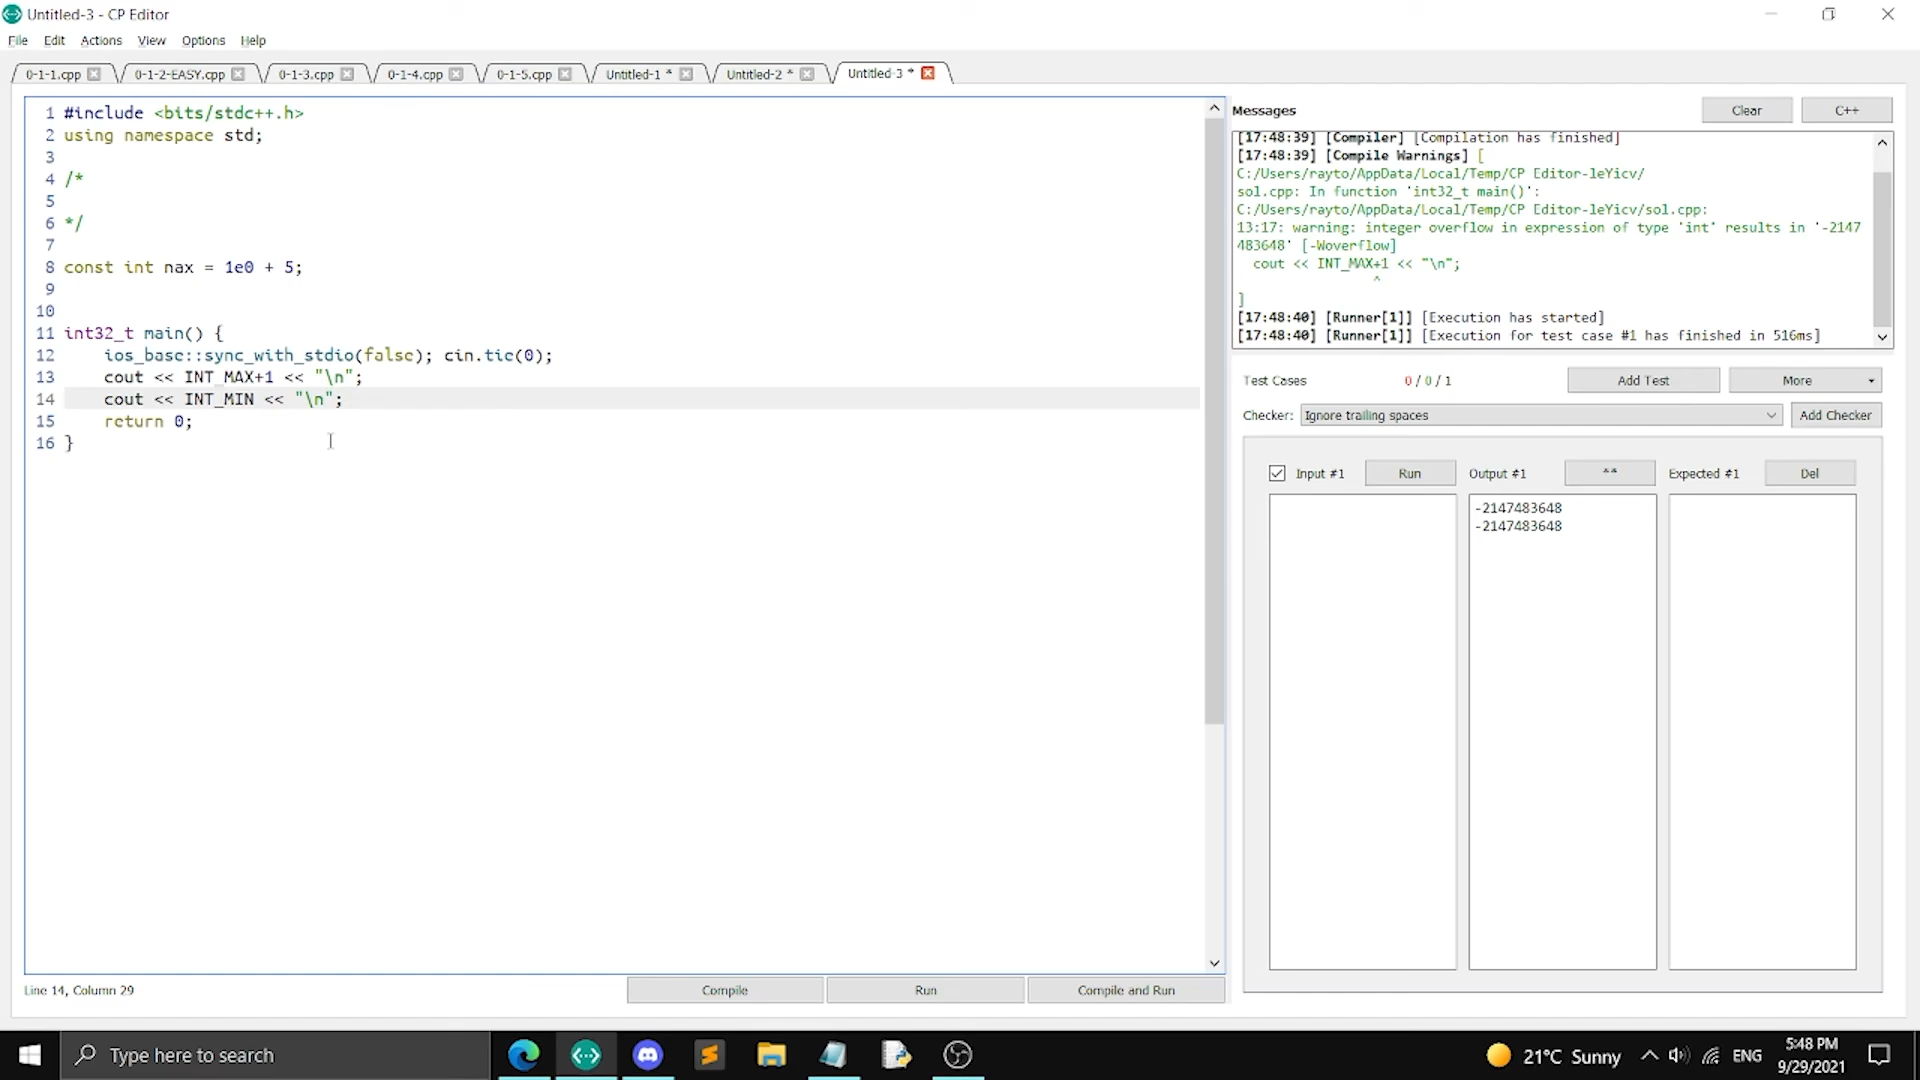 Untitled-3 - CP Editor
File Edit Actions View Options Help
0-1-1.cpp 0-1-2-EASY.cpp 0-1-3.cpp 0-1-4.cpp 0-1-5.cpp Untitled-1 * Untitled-2 * Untitled-3 *
1 #include <bits/stdc++.h>
2 using namespace std;
3
4 /*
5
6 */
7
8 const int nax = 1e0 + 5;
9
10
11 int32_t main() {
12 ios_base::sync_with_stdio(false); cin.tie(0);
13 cout << INT_MAX+1 << "\n";
14 cout << INT_MIN << "\n";
15 return 0;
16 }
Line 14, Column 29
Compile Run Compile and Run
Messages Clear C++
[17:48:39] [Compiler] [Compilation has finished]
[17:48:39] [Compile Warnings] [
C:/Users/rayto/AppData/Local/Temp/CP Editor-leYicv/
sol.cpp: In function 'int32_t main()':
C:/Users/rayto/AppData/Local/Temp/CP Editor-leYicv/sol.cpp:
13:17: warning: integer overflow in expression of type 'int' results in '-2147
483648' [-Woverflow]
cout << INT_MAX+1 << "\n";
^
]
[17:48:40] [Runner[1]] [Execution has started]
[17:48:40] [Runner[1]] [Execution for test case #1 has finished in 516ms]
Test Cases 0 / 0 / 1 Add Test More
Checker: Ignore trailing spaces Add Checker
Input #1 Run Output #1 ** Expected #1 Del
-2147483648
-2147483648
Type here to search
21°C Sunny ENG 5:48 PM
9/29/2021